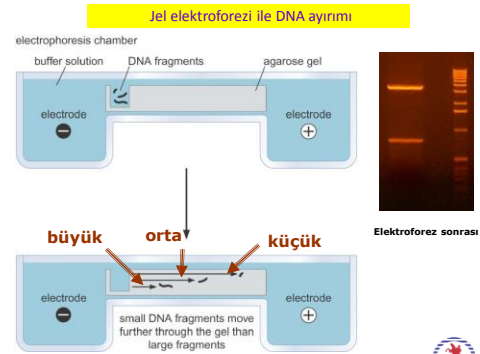 Jel elektroforezi ile DNA ayırımı
electrophoresis chamber
buffer solution
DNA fragments
agarose gel
electrode
−
electrode
+
Elektroforez sonrası
büyük
orta
küçük
electrode
−
electrode
+
small DNA fragments move
further through the gel than
large fragments